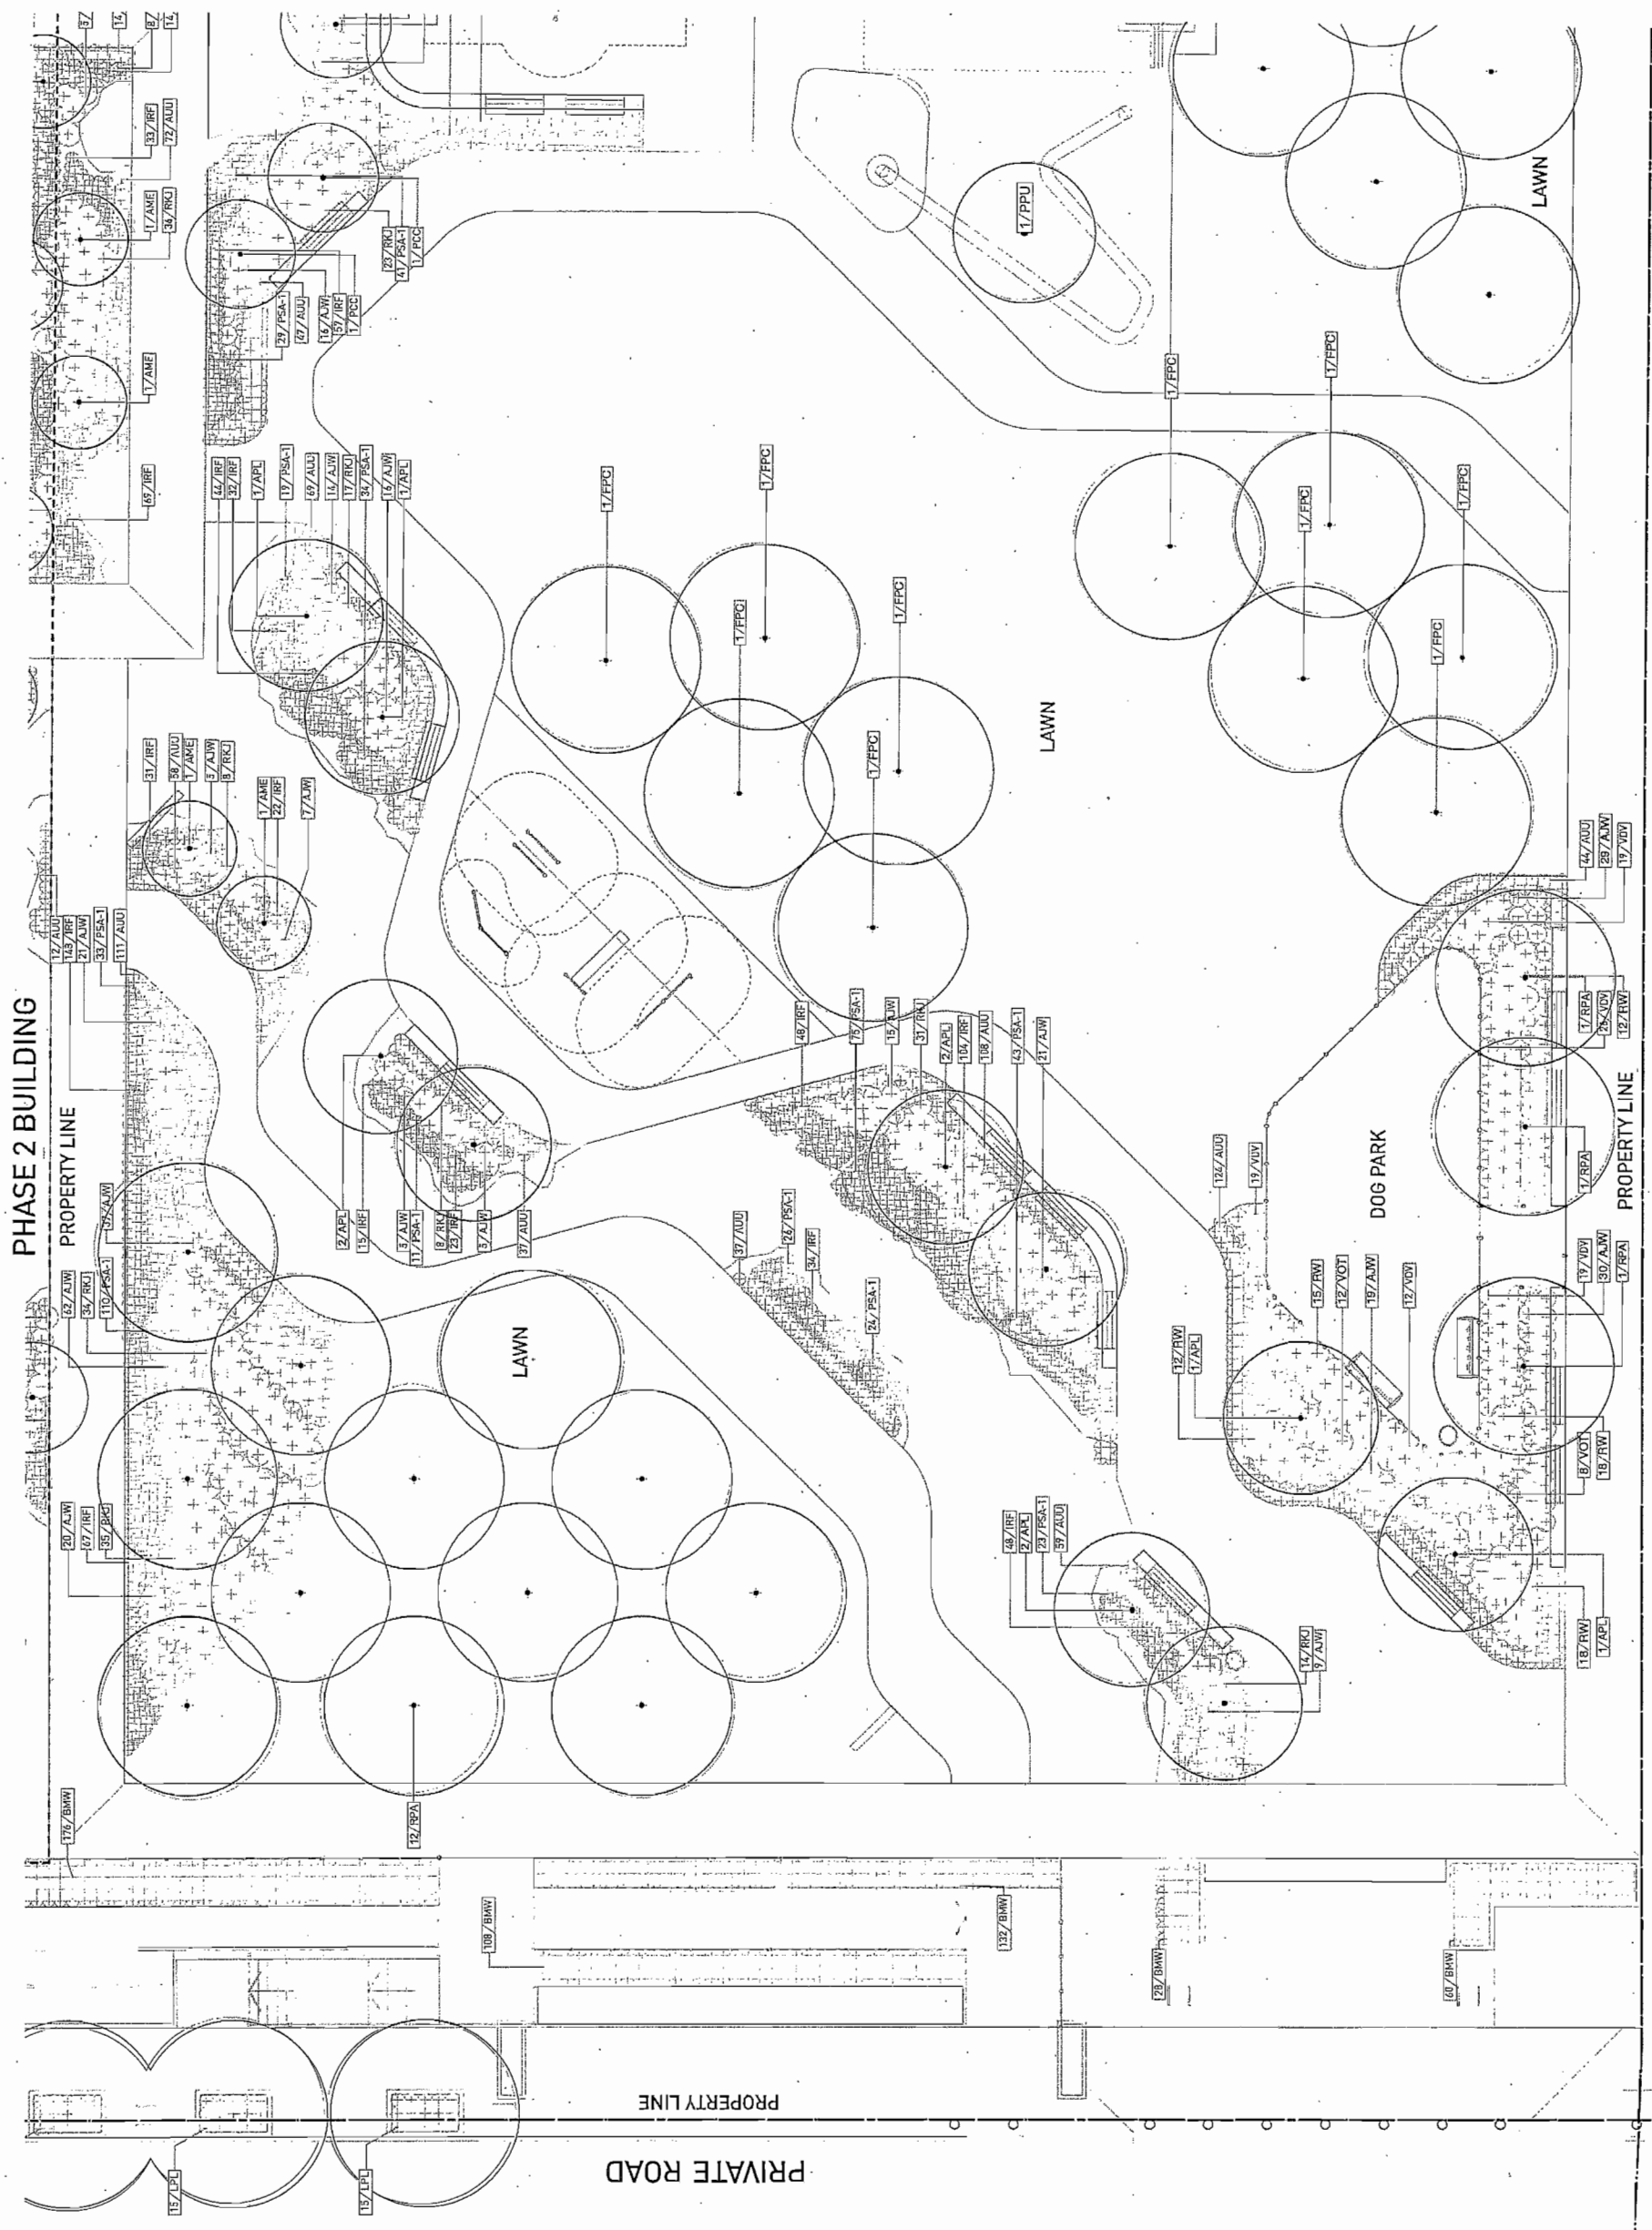 PHASE 2 BUILDING
PROPERTY LINE
33/IRF
72/AUU
1/AME
36/RKJ
1/AME
69/IRF
23/RKJ
41/PSA-1
1/PCC
29/PSA-1
47/AUU
16/AJW
57/IRF
1/PCC
44/IRF
32/IRF
1/APL
19/PSA-1
69/AUU
14/AJW
17/RKJ
34/PSA-1
16/AJW
1/APL
31/IRF
58/AUU
1/AME
5/AJW
8/RKJ
1/AME
22/IRF
7/AJW
12/AUU
148/IRF
21/AJW
33/PSA-1
111/AUU
62/AJW
34/RKJ
110/PSA-1
39/AJW
20/AJW
67/IRF
35/RKJ
176/BMW
2/APL
15/IRF
5/AJW
11/PSA-1
8/RKJ
23/IRF
3/AJW
37/AUU
1/PPU
LAWN
1/FPC
1/FPC
1/FPC
1/FPC
1/FPC
1/FPC
1/FPC
1/FPC
1/FPC
1/FPC
LAWN
48/IRF
75/PSA-1
15/AJW
31/RKJ
2/APL
104/IRF
108/AUU
43/PSA-1
21/AJW
37/AUU
26/PSA-1
34/IRF
24/PSA-1
LAWN
12/RPA
44/AUU
29/AJW
19/VDV
1/RPA
26/VDV
12/RW
1/RPA
PROPERTY LINE
DOG PARK
124/AUU
19/VDV
15/RW
12/VOT
19/AJW
12/VDV
12/RW
1/APL
19/VDV
30/AJW
1/RPA
8/VOT
18/RW
18/RW
1/APL
48/IRF
2/APL
23/PSA-1
59/AUU
14/RKJ
9/AJW
108/BMW
132/BMW
128/BMW
60/BMW
PROPERTY LINE
15/LPL
15/LPL
PRIVATE ROAD